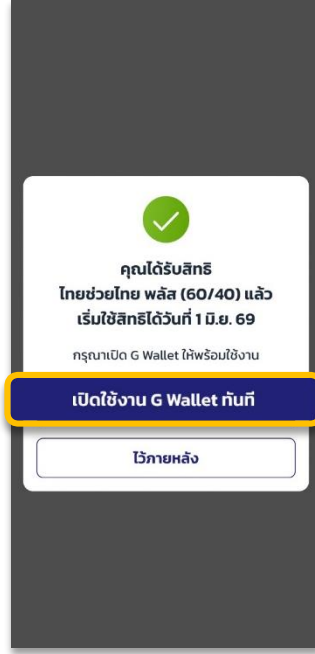 คุณได้รับสิทธิ
ไทยช่วยไทย พลัส (60/40) แล้ว
เริ่มใช้สิทธิได้วันที่ 1 มิ.ย. 69
กรุณาเปิด G Wallet ให้พร้อมใช้งาน
เปิดใช้งาน G Wallet ทันที
ไว้ภายหลัง